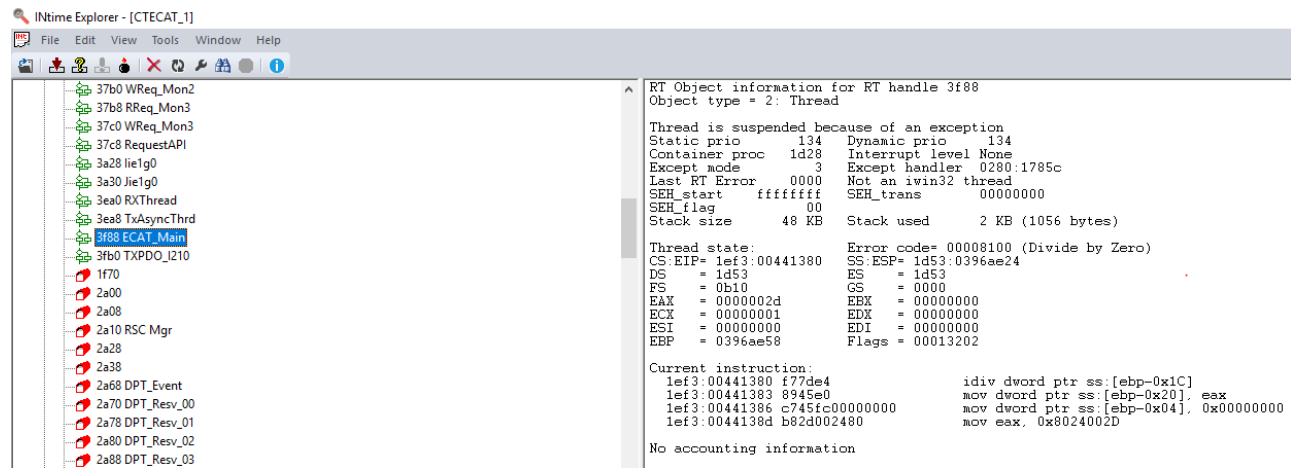 INtime Explorer - [CTECAT_1]
File Edit View Tools Window Help
37b0 WReq_Mon2
37b8 RReq_Mon3
37c0 WReq_Mon3
37c8 RequestAPI
3a28 Iie1g0
3a30 Jie1g0
3ea0 RXThread
3ea8 TxAsyncThrd
3f88 ECAT_Main
3fb0 TXPDO_I210
1f70
2a00
2a08
2a10 RSC Mgr
2a28
2a38
2a68 DPT_Event
2a70 DPT_Resv_00
2a78 DPT_Resv_01
2a80 DPT_Resv_02
2a88 DPT_Resv_03
RT Object information for RT handle 3f88
Object type = 2: Thread
Thread is suspended because of an exception
Static prio 134 Dynamic prio 134
Container proc 1d28 Interrupt level None
Except mode 3 Except handler 0280:1785c
Last RT Error 0000 Not an iwin32 thread
SEH_start ffffffff SEH_trans 00000000
SEH_flag 00
Stack size 48 KB Stack used 2 KB (1056 bytes)
Thread state: Error code= 00008100 (Divide by Zero)
CS:EIP= 1ef3:00441380 SS:ESP= 1d53:0396ae24
DS = 1d53 ES = 1d53
FS = 0b10 GS = 0000
EAX = 0000002d EBX = 00000000
ECX = 00000001 EDX = 00000000
ESI = 00000000 EDI = 00000000
EBP = 0396ae58 Flags = 00013202
Current instruction:
1ef3:00441380 f77de4 idiv dword ptr ss:[ebp-0x1C]
1ef3:00441383 8945e0 mov dword ptr ss:[ebp-0x20], eax
1ef3:00441386 c745fc00000000 mov dword ptr ss:[ebp-0x04], 0x00000000
1ef3:0044138d b82d002480 mov eax, 0x8024002D
No accounting information